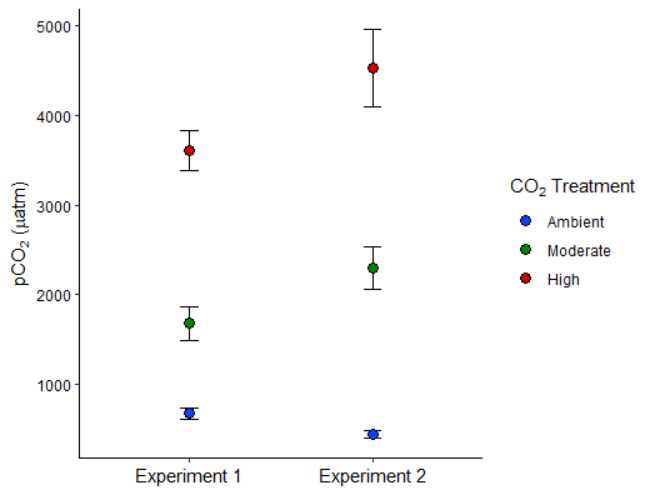 5000
4000
3000
2000
1000
pCO₂ (µatm)
Experiment 1
Experiment 2
CO₂ Treatment
Ambient
Moderate
High